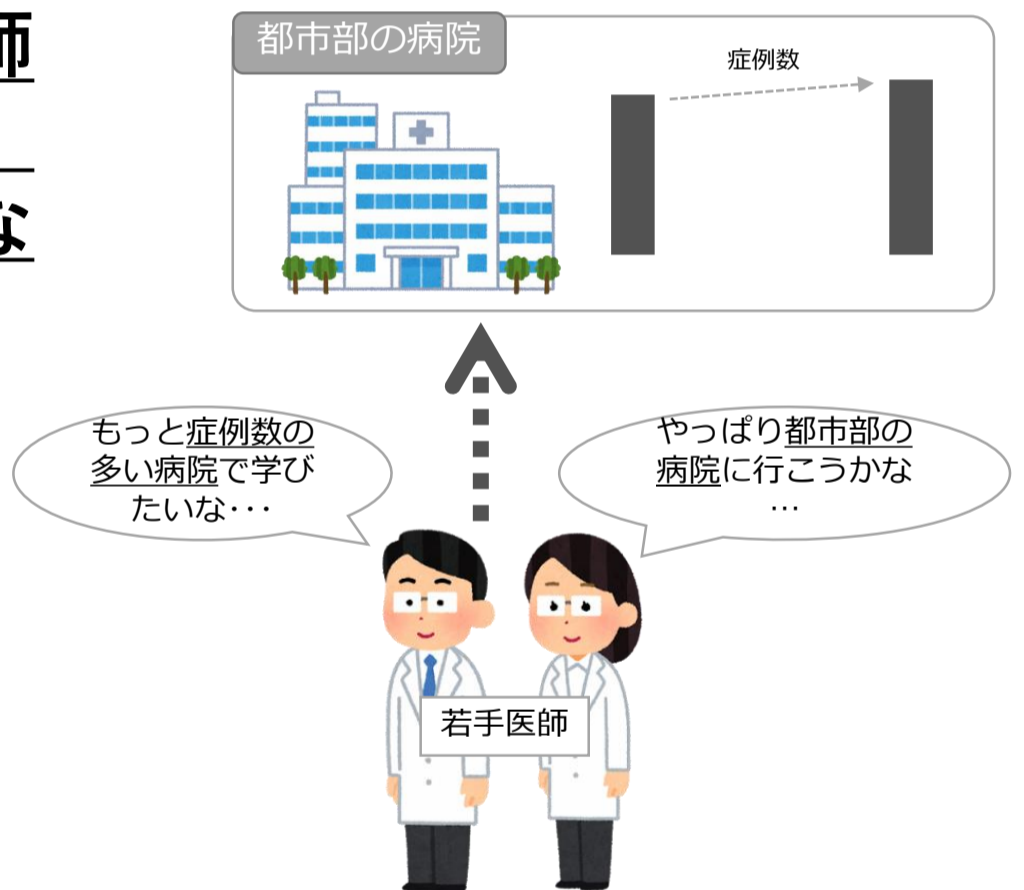 師
な
都市部の病院
症例数
もっと症例数の
多い病院で学び
たいな･･･
やっぱり都市部の
病院に行こうかな
…
若手医師